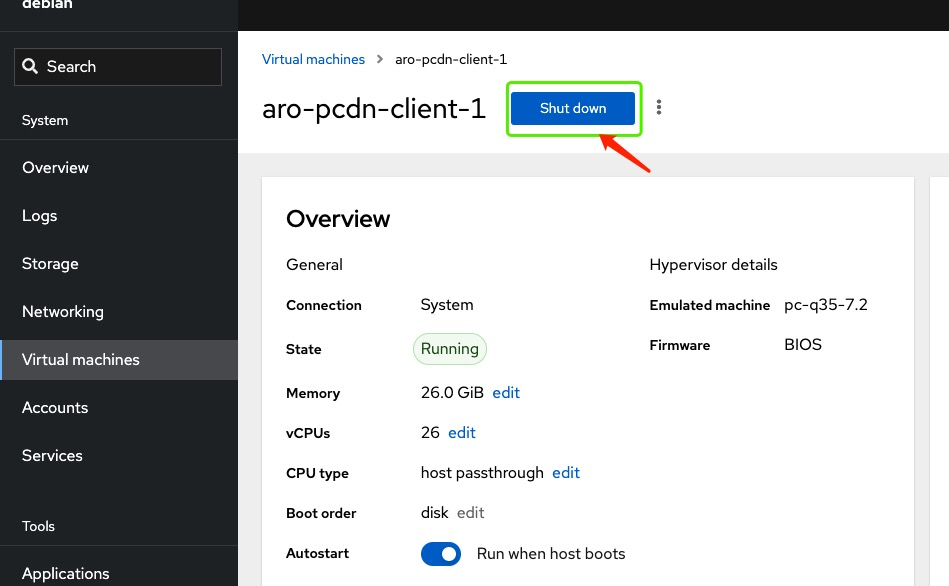 debian
Search
System
Overview
Logs
Storage
Networking
Virtual machines
Accounts
Services
Tools
Applications
Virtual machines > aro-pcdn-client-1
aro-pcdn-client-1 Shut down
Overview
General
Connection System
State Running
Memory 26.0 GiB edit
vCPUs 26 edit
CPU type host passthrough edit
Boot order disk edit
Autostart Run when host boots
Hypervisor details
Emulated machine pc-q35-7.2
Firmware BIOS